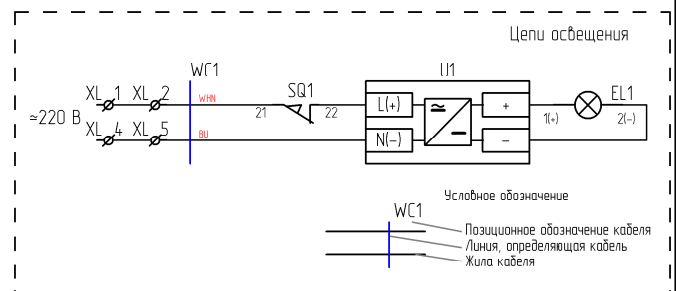 Цепи освещения
WC1
U1
XL 1 XL 2
WHN
SQ1
21
22
L(+)
+
1(+)
EL1
2(-)
≃220 В
XL 4 XL 5
BU
N(-)
≃
-
Условное обозначение
WC1
Позиционное обозначение кабеля
Линия, определяющая кабель
Жила кабеля